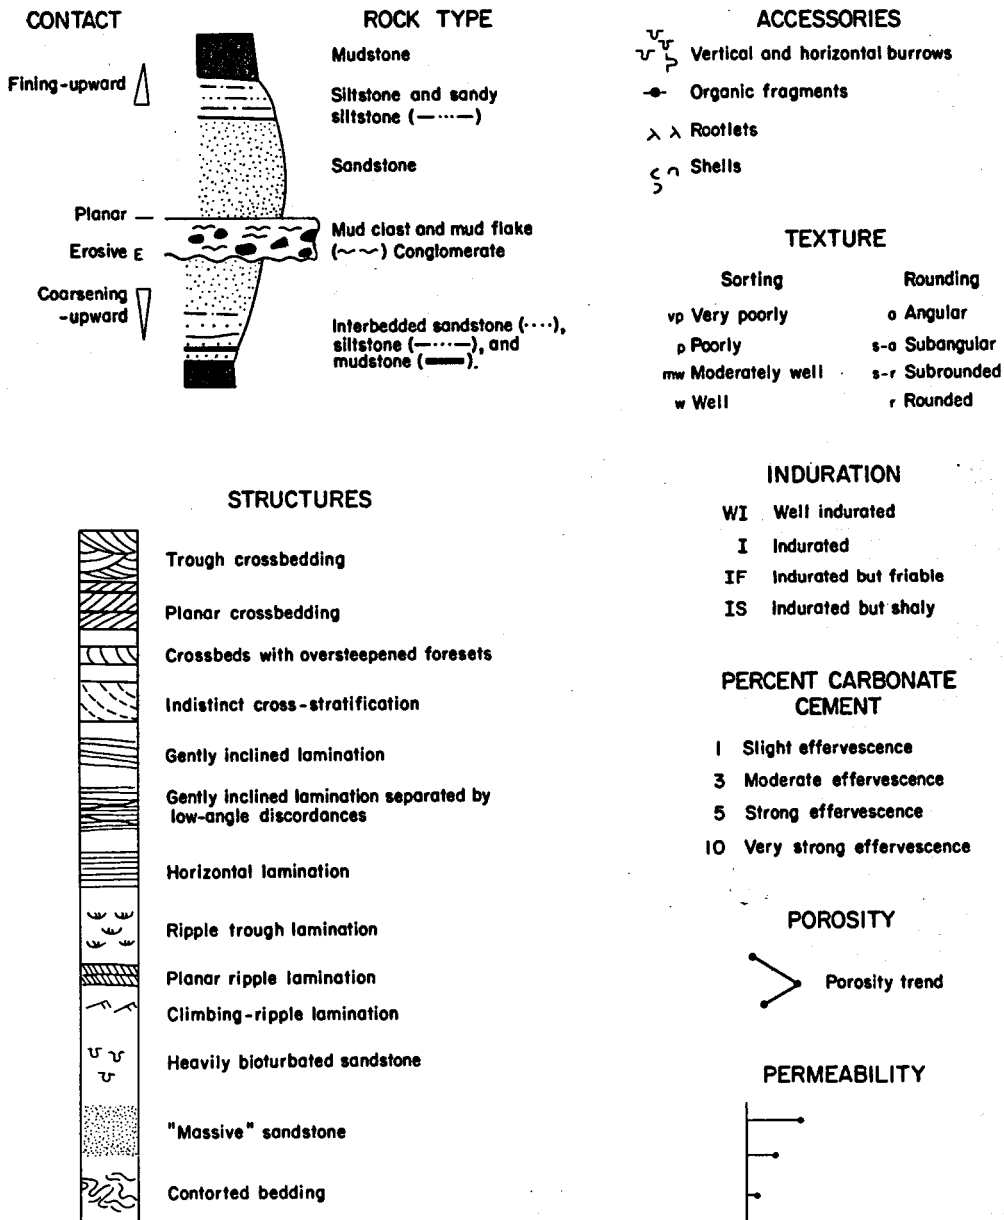 CONTACT
Fining-upward
Planar
Erosive E
Coarsening
-upward
ROCK TYPE
Mudstone
Siltstone and sandy
siltstone (—···—)
Sandstone
Mud clast and mud flake
(~~) Conglomerate
Interbedded sandstone (····),
siltstone (—···—), and
mudstone (▬).
ACCESSORIES
Vertical and horizontal burrows
Organic fragments
Rootlets
Shells
TEXTURE
Sorting
vp Very poorly
p Poorly
mw Moderately well
w Well
Rounding
a Angular
s-a Subangular
s-r Subrounded
r Rounded
STRUCTURES
Trough crossbedding
Planar crossbedding
Crossbeds with oversteepened foresets
Indistinct cross-stratification
Gently inclined lamination
Gently inclined lamination separated by
low-angle discordances
Horizontal lamination
Ripple trough lamination
Planar ripple lamination
Climbing-ripple lamination
Heavily bioturbated sandstone
"Massive" sandstone
Contorted bedding
INDURATION
WI Well indurated
I Indurated
IF Indurated but friable
IS Indurated but shaly
PERCENT CARBONATE
CEMENT
1 Slight effervescence
3 Moderate effervescence
5 Strong effervescence
10 Very strong effervescence
POROSITY
Porosity trend
PERMEABILITY